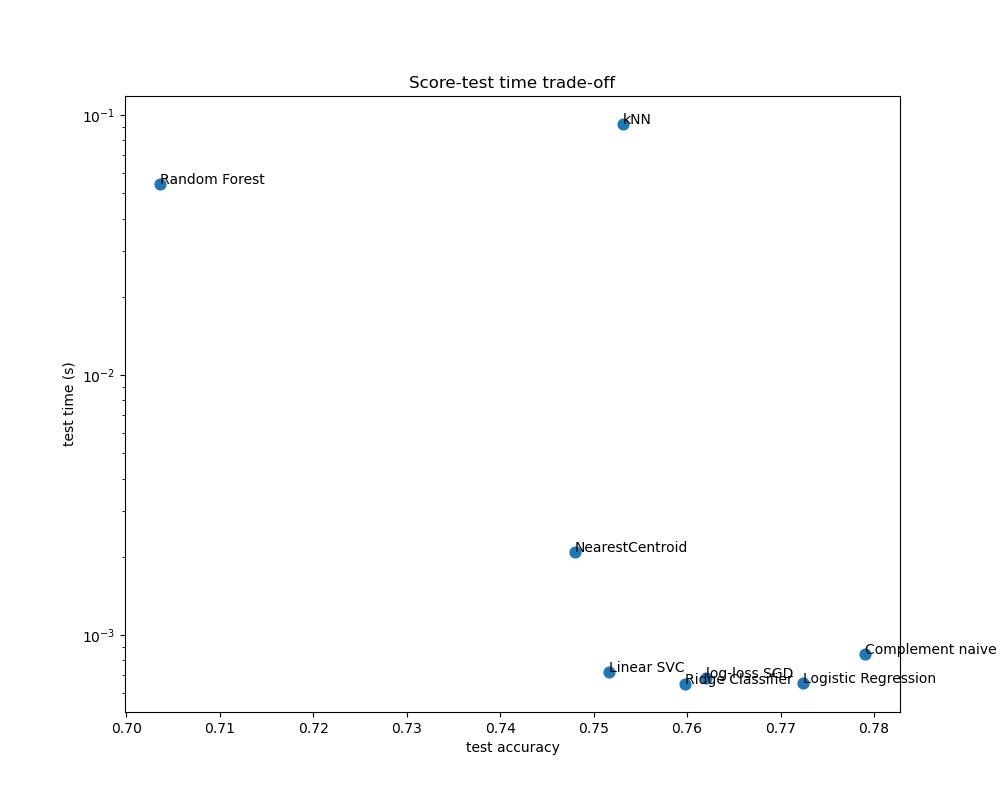 Score-test time trade-off
10⁻¹
kNN
Random Forest
test time (s)
10⁻²
NearestCentroid
10⁻³
Complement naive
Linear SVC
log-loss SGD
Ridge Classifier
Logistic Regression
0.70 0.71 0.72 0.73 0.74 0.75 0.76 0.77 0.78
test accuracy